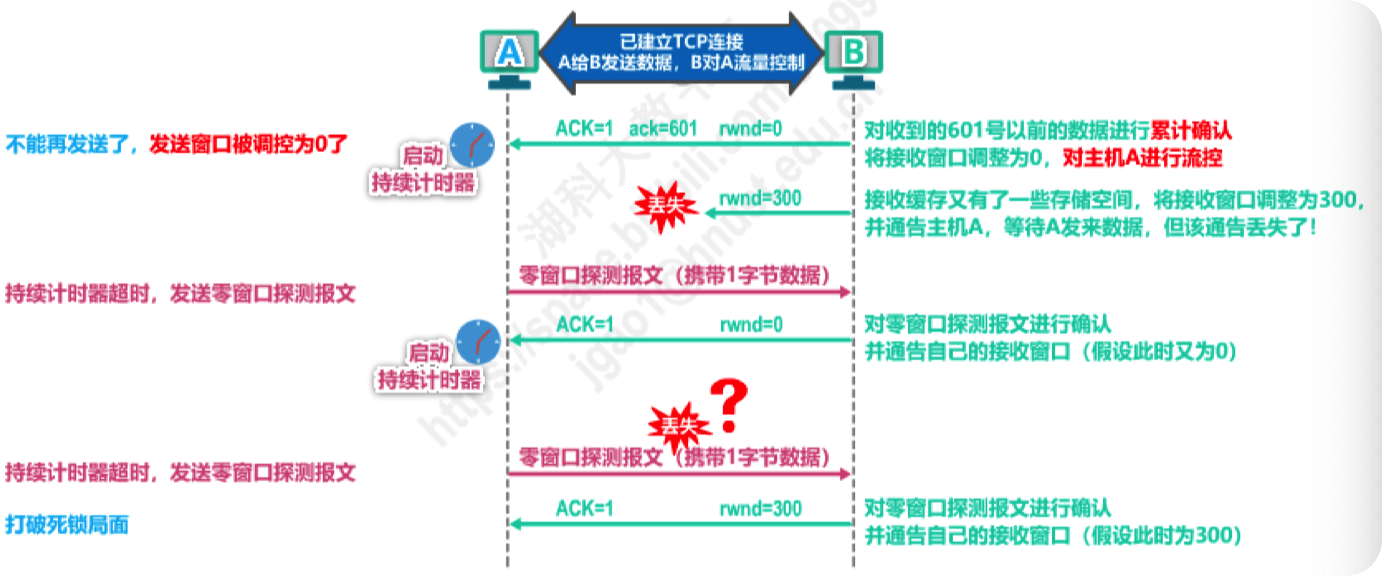 已建立TCP连接
A给B发送数据，B对A流量控制
A
B
不能再发送了，发送窗口被调控为0了
启动
持续计时器
ACK=1 ack=601 rwnd=0
对收到的601号以前的数据进行累计确认
将接收窗口调整为0，对主机A进行流控
丢失
rwnd=300
接收缓存又有了一些存储空间，将接收窗口调整为300，
并通告主机A，等待A发来数据，但该通告丢失了！
持续计时器超时，发送零窗口探测报文
零窗口探测报文（携带1字节数据）
启动
持续计时器
ACK=1 rwnd=0
对零窗口探测报文进行确认
并通告自己的接收窗口（假设此时又为0）
丢失
?
持续计时器超时，发送零窗口探测报文
零窗口探测报文（携带1字节数据）
打破死锁局面
ACK=1 rwnd=300
对零窗口探测报文进行确认
并通告自己的接收窗口（假设此时为300）